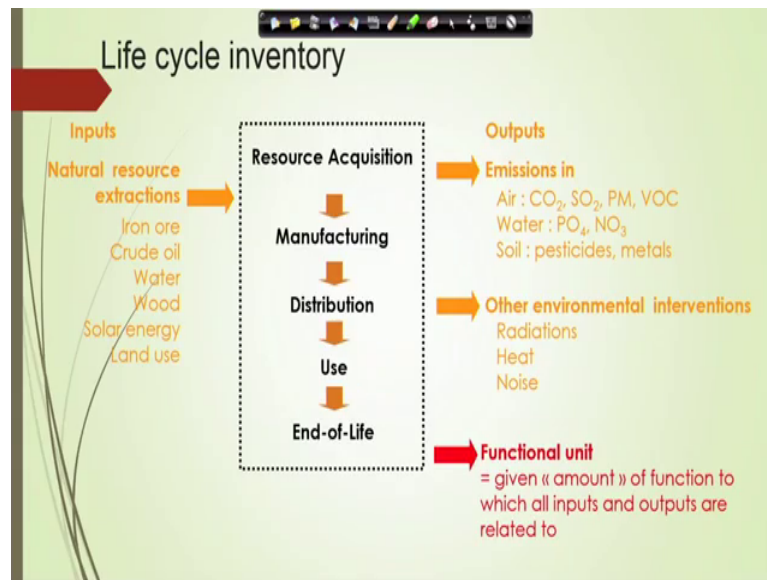 Life cycle inventory
Inputs
Natural resource
extractions
Iron ore
Crude oil
Water
Wood
Solar energy
Land use
Resource Acquisition
Manufacturing
Distribution
Use
End-of-Life
Outputs
Emissions in
Air : CO₂, SO₂, PM, VOC
Water : PO₄, NO₃
Soil : pesticides, metals
Other environmental interventions
Radiations
Heat
Noise
Functional unit
= given « amount » of function to
which all inputs and outputs are
related to